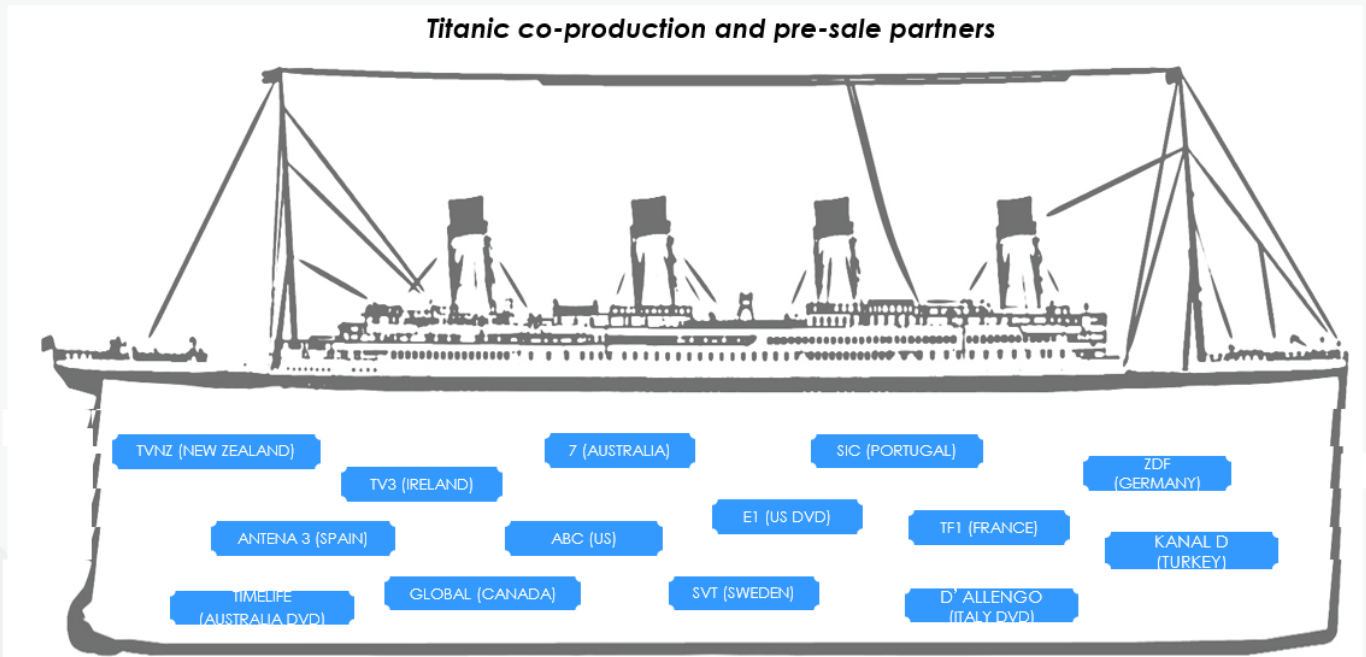 Titanic co-production and pre-sale partners
TVNZ (NEW ZEALAND)
7 (AUSTRALIA)
SIC (PORTUGAL)
ZDF
(GERMANY)
TV3 (IRELAND)
E1 (US DVD)
TF1 (FRANCE)
ANTENA 3 (SPAIN)
ABC (US)
KANAL D
(TURKEY)
TIMELIFE
(AUSTRALIA DVD)
GLOBAL (CANADA)
SVT (SWEDEN)
D' ALLENGO
(ITALY DVD)